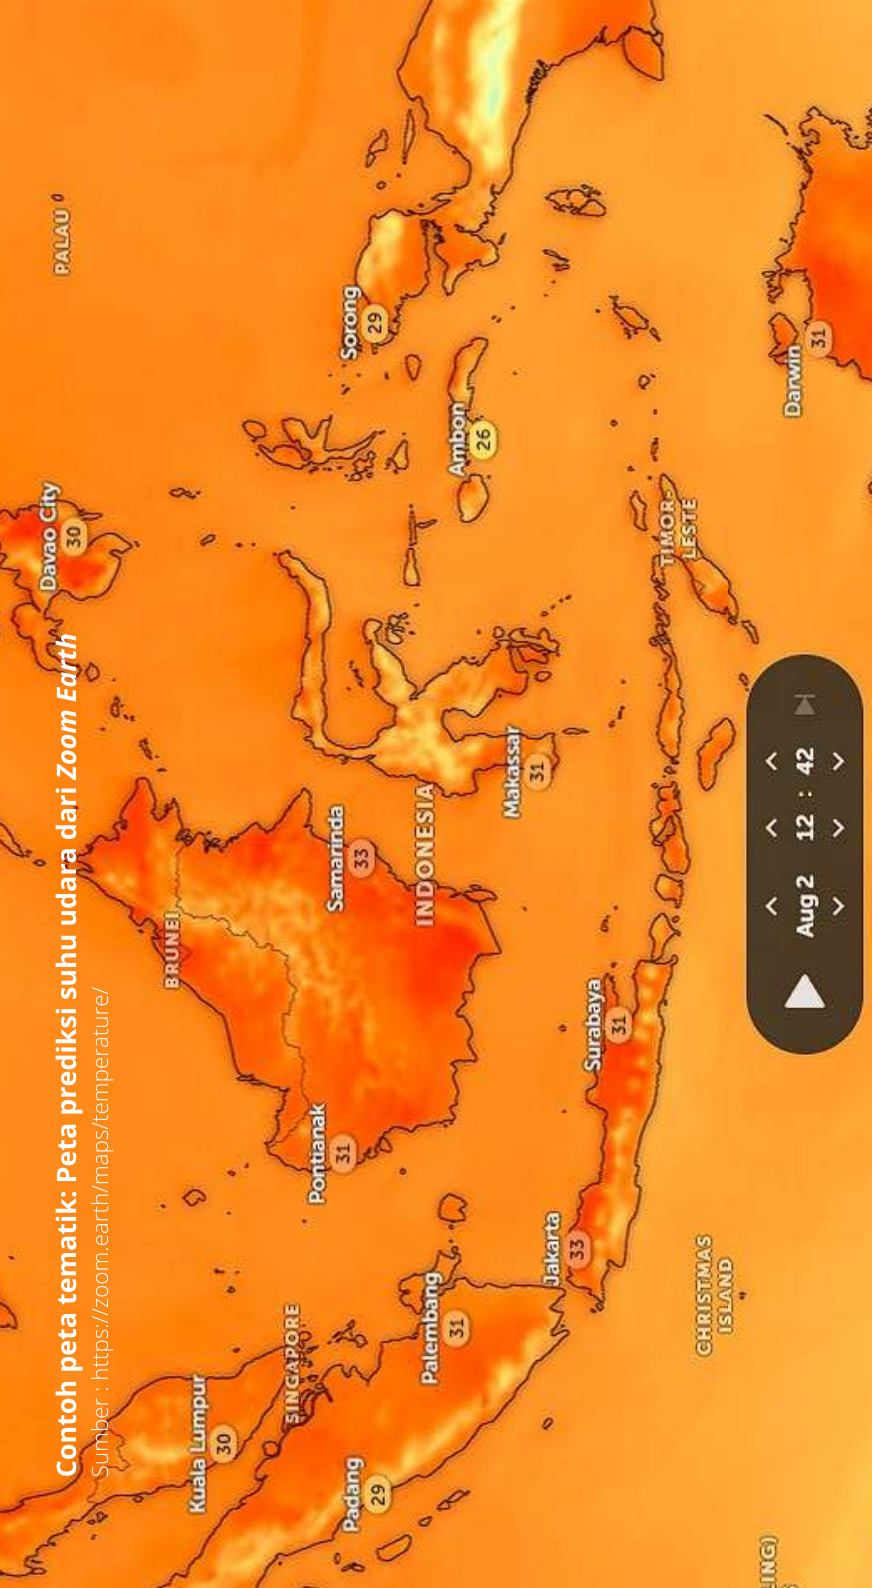 Contoh peta tematik: Peta prediksi suhu udara dari Zoom Earth
Sumber : https://zoom.earth/maps/temperature/
PALAU
Davao City
30
BRUNEI
Kuala Lumpur
30
SINGAPORE
Pontianak
31
Samarinda
33
Sorong
29
Padang
29
Palembang
31
INDONESIA
Ambon
26
Makassar
31
Jakarta
33
Surabaya
31
TIMOR-
LESTE
CHRISTMAS
ISLAND
Darwin
31
Aug 2 12 : 42
ING)